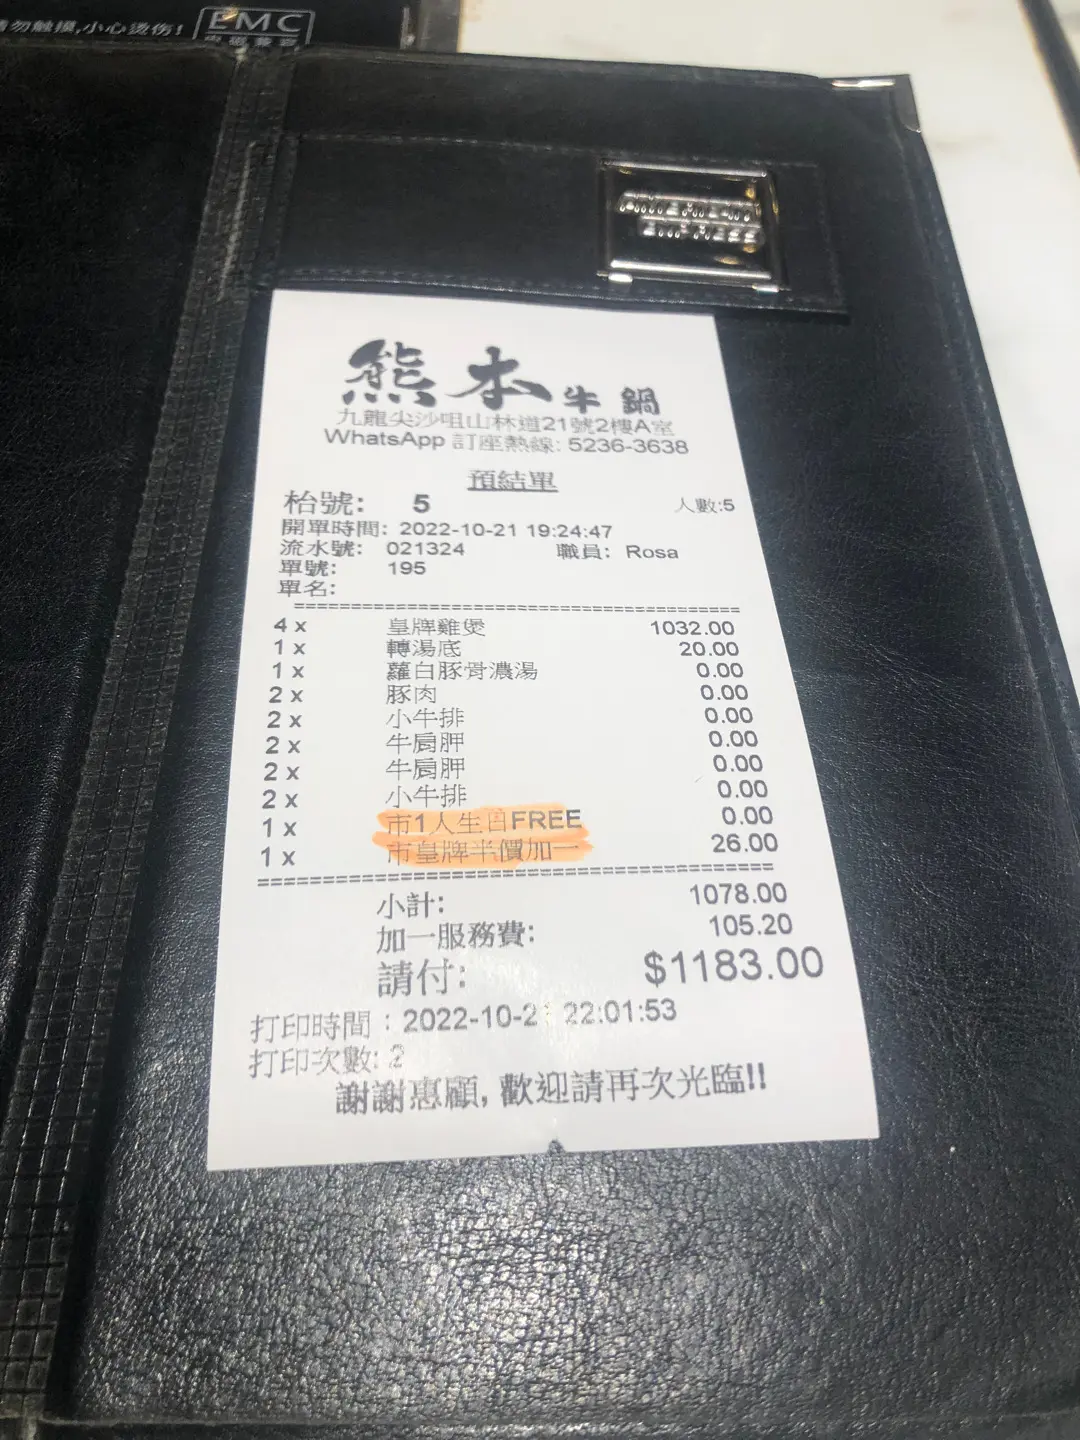 请勿触摸,小心烫伤!
EMC
熊本牛鍋
九龍尖沙咀山林道21號2樓A室
WhatsApp 訂座熱線: 5236-3638
預結單
枱號: 5 人數:5
開單時間: 2022-10-21 19:24:47
流水號: 021324 職員: Rosa
單號: 195
單名:
4 x 皇牌雞煲 1032.00
1 x 轉湯底 20.00
1 x 蘿白豚骨濃湯 0.00
2 x 豚肉 0.00
2 x 小牛排 0.00
2 x 牛肩胛 0.00
2 x 牛肩胛 0.00
2 x 小牛排 0.00
1 x 市1人生日FREE 0.00
1 x 市皇牌半價加一 26.00
小計: 1078.00
加一服務費: 105.20
請付: $1183.00
打印時間: 2022-10-21 22:01:53
打印次數: 2
謝謝惠顧, 歡迎請再次光臨!!